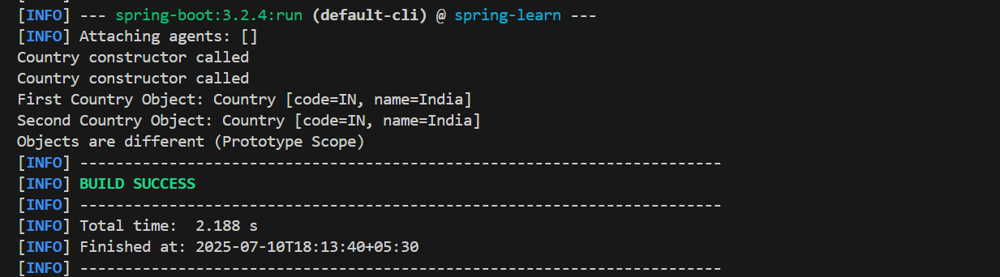 [INFO] --- spring-boot:3.2.4:run (default-cli) @ spring-learn ---
[INFO] Attaching agents: []
Country constructor called
Country constructor called
First Country Object: Country [code=IN, name=India]
Second Country Object: Country [code=IN, name=India]
Objects are different (Prototype Scope)
[INFO] ------------------------------------------------------------------------
[INFO] BUILD SUCCESS
[INFO] ------------------------------------------------------------------------
[INFO] Total time:  2.188 s
[INFO] Finished at: 2025-07-10T18:13:40+05:30
[INFO] ------------------------------------------------------------------------